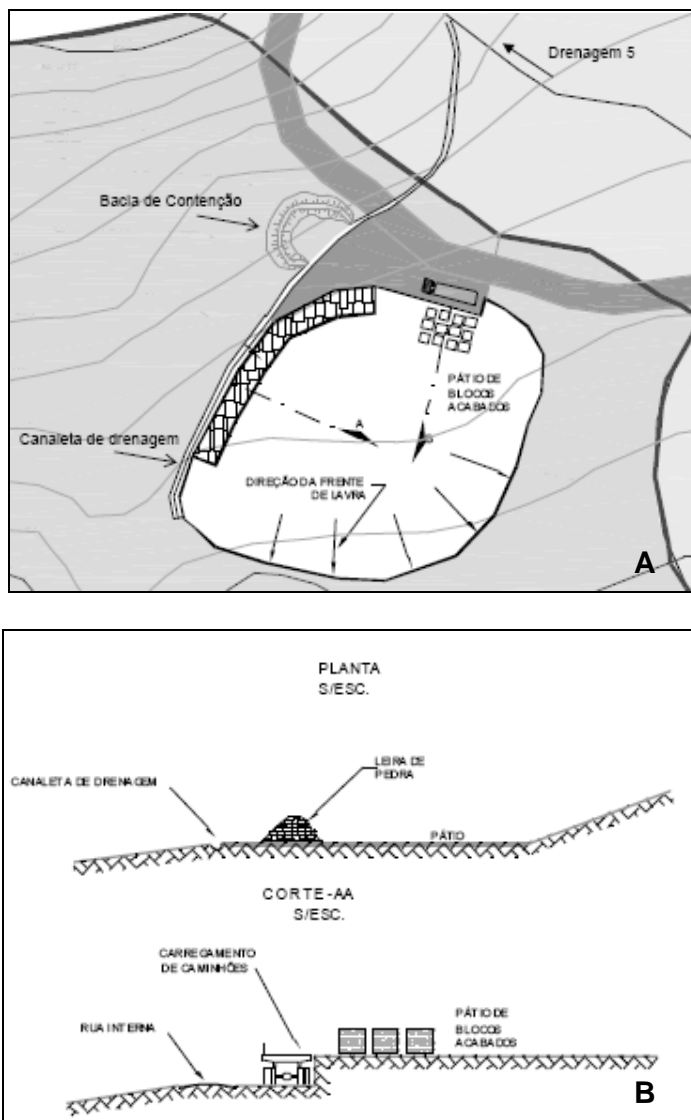 Drenagem 5
Bacia de Contenção
PÁTIO DE
BLOCOS
ACABADOS
A
Canaleta de drenagem
DIREÇÃO DA FRENTE
DE LAVRA
A
PLANTA
S/ESC.
LEIRA DE
PEDRA
CANALETA DE DRENAGEM
PÁTIO
CORTE-AA
S/ESC.
CARREGAMENTO
DE CAMINHÕES
RUA INTERNA
PÁTIO DE
BLOCOS
ACABADOS
B